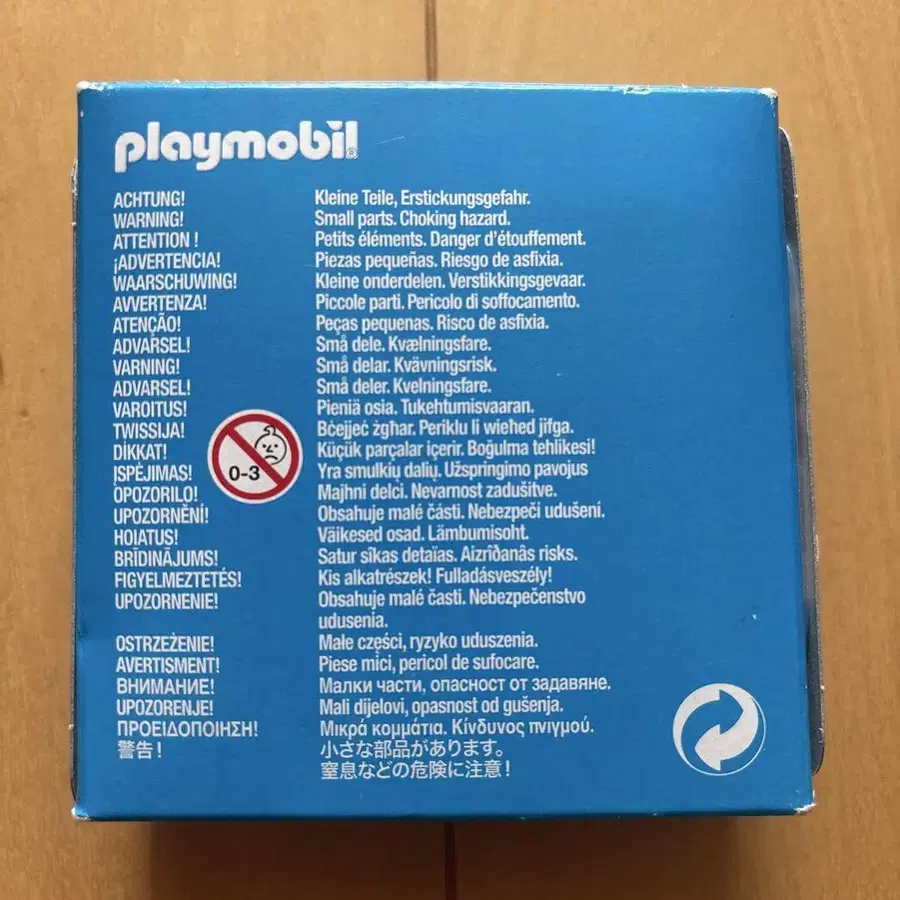 playmobil®
ACHTUNG! Kleine Teile, Erstickungsgefahr.
WARNING! Small parts. Choking hazard.
ATTENTION ! Petits éléments. Danger d'étouffement.
¡ADVERTENCIA! Piezas pequeñas. Riesgo de asfixia.
WAARSCHUWING! Kleine onderdelen. Verstikkingsgevaar.
AVVERTENZA! Piccole parti. Pericolo di soffocamento.
ATENÇÃO! Peças pequenas. Risco de asfixia.
ADVARSEL! Små dele. Kvælningsfare.
VARNING! Små delar. Kvävningsrisk.
ADVARSEL! Små deler. Kvelningsfare.
VAROITUS! Pieniä osia. Tukehtumisvaaran.
TWISSIJA! Bċejjeċ żgħar. Periklu li wieħed jifga.
DİKKAT! Küçük parçalar içerir. Boğulma tehlikesi!
ĮSPĖJIMAS! Yra smulkių dalių. Užspringimo pavojus
OPOZORILO! Majhni delci. Nevarnost zadušitve.
UPOZORNĚNÍ! Obsahuje malé části. Nebezpečí udušení.
HOIATUS! Väikesed osad. Lämbumisoht.
BRĪDINĀJUMS! Satur sīkas detaïas. Aizrīdanās risks.
FIGYELMEZTETÉS! Kis alkatrészek! Fulladásveszély!
UPOZORNENIE! Obsahuje malé časti. Nebezpečenstvo
udusenia.
OSTRZEŻENIE! Małe części, ryzyko uduszenia.
AVERTISMENT! Piese mici, pericol de sufocare.
ВНИМАНИЕ! Малки части, опасност от задавяне.
UPOZORENJE! Mali dijelovi, opasnost od gušenja.
ΠΡΟΕΙΔΟΠΟΙΗΣΗ! Μικρά κομμάτια. Κίνδυνος πνιγμού.
警告! 小さな部品があります。
窒息などの危険に注意!
0-3